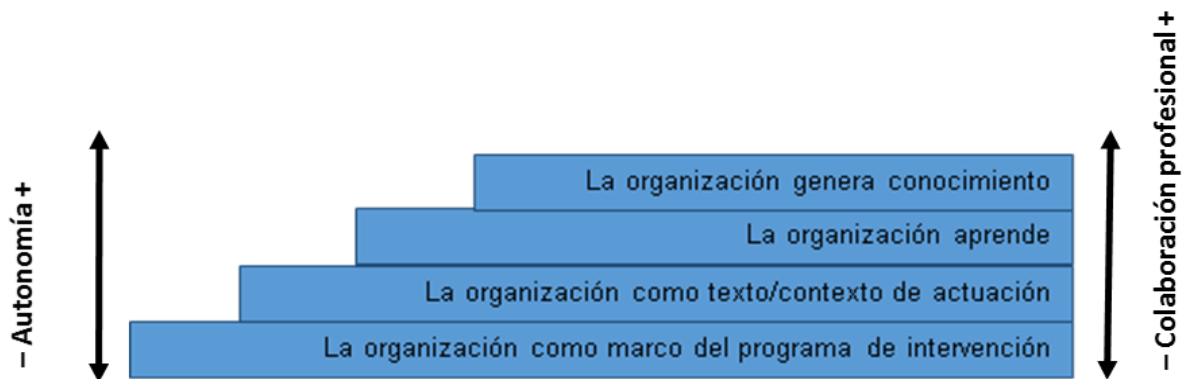 – Autonomía +
La organización genera conocimiento
La organización aprende
La organización como texto/contexto de actuación
La organización como marco del programa de intervención
– Colaboración profesional +